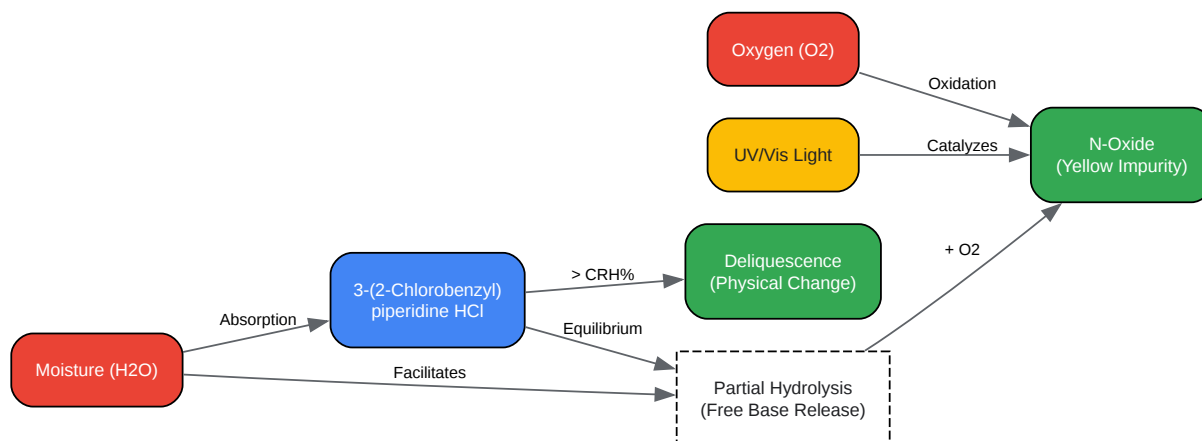 Oxygen (O2)
Oxidation
UV/Vis Light
Catalyzes
N-Oxide
(Yellow Impurity)
+ O2
Deliquescence
(Physical Change)
> CRH%
3-(2-Chlorobenzyl)
piperidine HCl
Absorption
Equilibrium
Moisture (H2O)
Facilitates
Partial Hydrolysis
(Free Base Release)